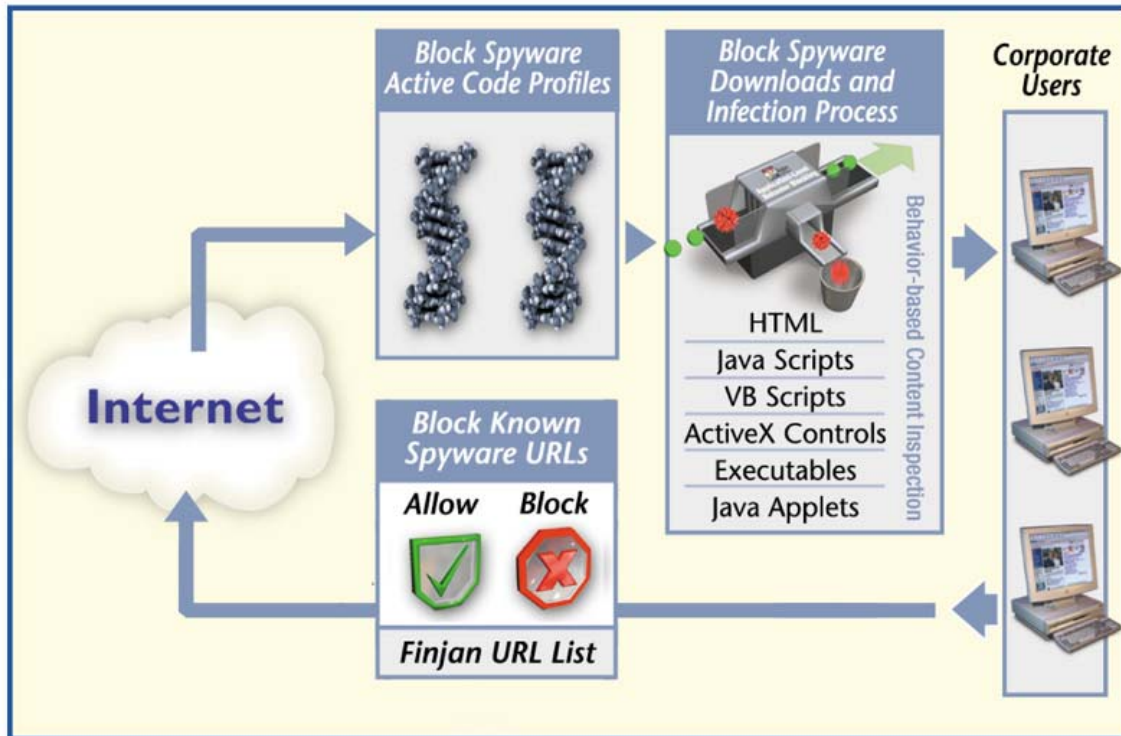 Block Spyware
Active Code Profiles
Block Spyware
Downloads and
Infection Process
Corporate
Users
Behavior-based Content Inspection
HTML
Java Scripts
VB Scripts
ActiveX Controls
Executables
Java Applets
Internet
Block Known
Spyware URLs
Allow
Block
Finjan URL List